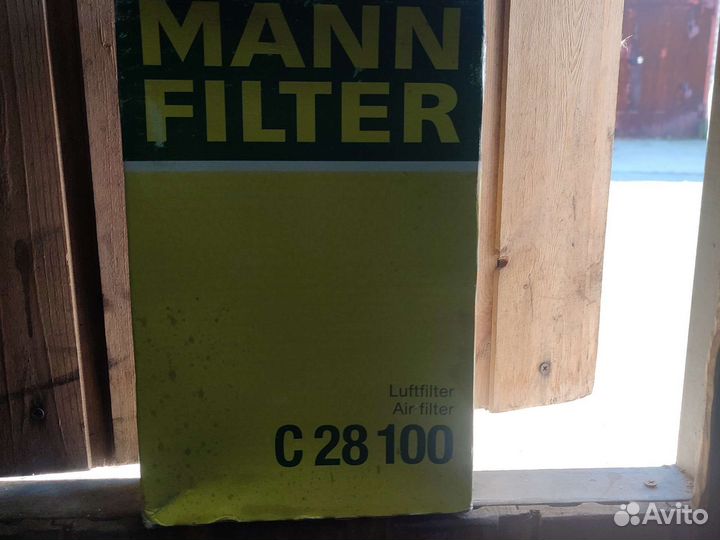 MANN
FILTER
Luftfilter
Air filter
C 28 100
Avito